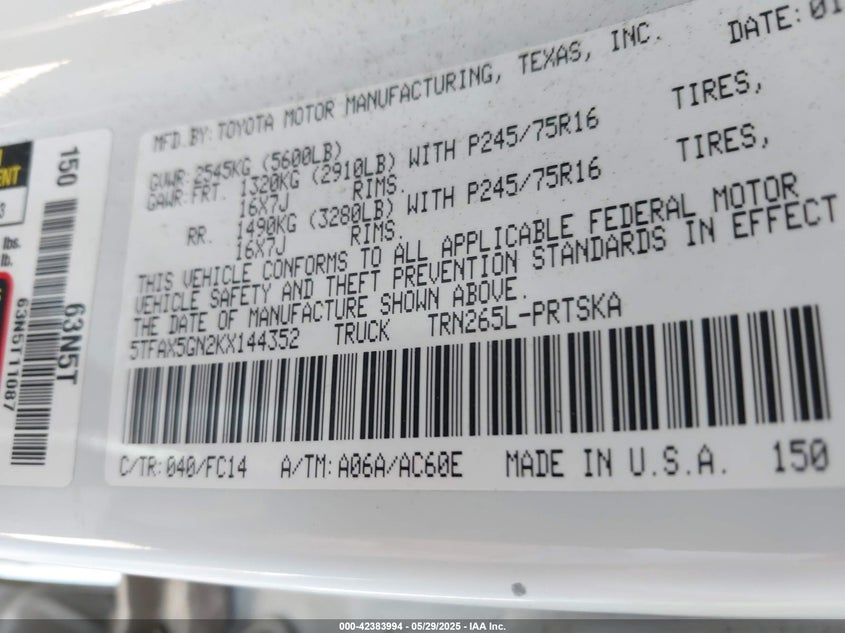 MFD.BY:TOYOTA MOTOR MANUFACTURING, TEXAS, INC. DATE:01
GVWR:2545KG (5600LB)
GAWR:FRT. 1320KG (2910LB) WITH P245/75R16 TIRES,
16X7J RIMS.
RR. 1490KG (3280LB) WITH P245/75R16 TIRES,
16X7J RIMS.
THIS VEHICLE CONFORMS TO ALL APPLICABLE FEDERAL MOTOR
VEHICLE SAFETY AND THEFT PREVENTION STANDARDS IN EFFECT
THE DATE OF MANUFACTURE SHOWN ABOVE.
5TFAX5GN2KX144352 TRUCK TRN265L-PRTSKA
C/TR:040/FC14 A/TM:A06A/AC60E MADE IN U.S.A. 150
150
63N5T
63N5T11087
lbs.
lb.
000-42383994 - 05/29/2025 - IAA Inc.